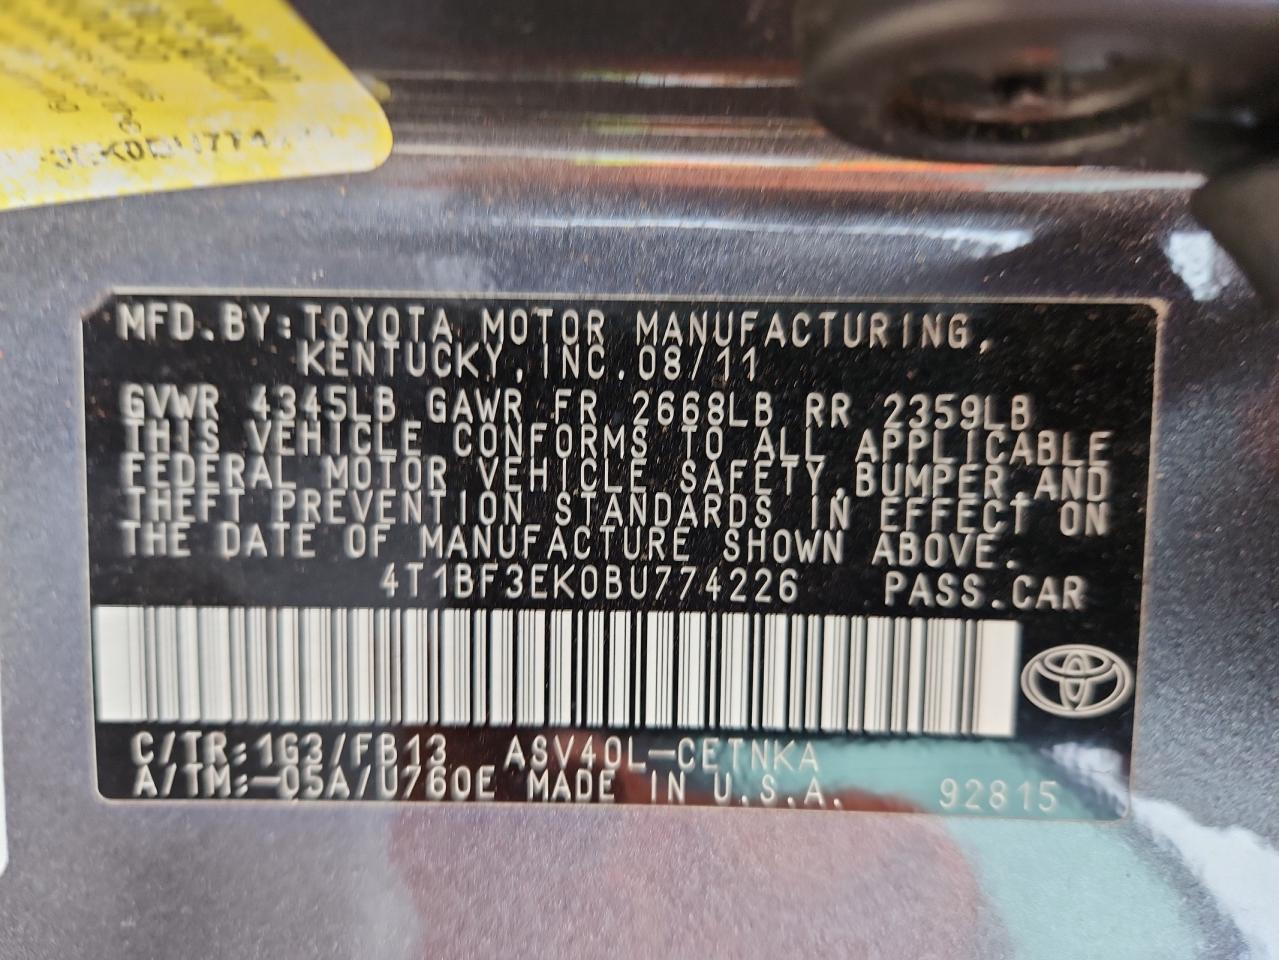 MFD.BY:TOYOTA MOTOR MANUFACTURING,
KENTUCKY,INC.08/11
GVWR 4345LB GAWR FR 2668LB RR 2359LB
THIS VEHICLE CONFORMS TO ALL APPLICABLE
FEDERAL MOTOR VEHICLE SAFETY,BUMPER,AND
THEFT PREVENTION STANDARDS IN EFFECT ON
THE DATE OF MANUFACTURE SHOWN ABOVE.
4T1BF3EK0BU774226 PASS.CAR
C/TR:1G3/FB13 ASV40L-CETNKA
A/TM:-05A/U760E MADE IN U.S.A. 92815